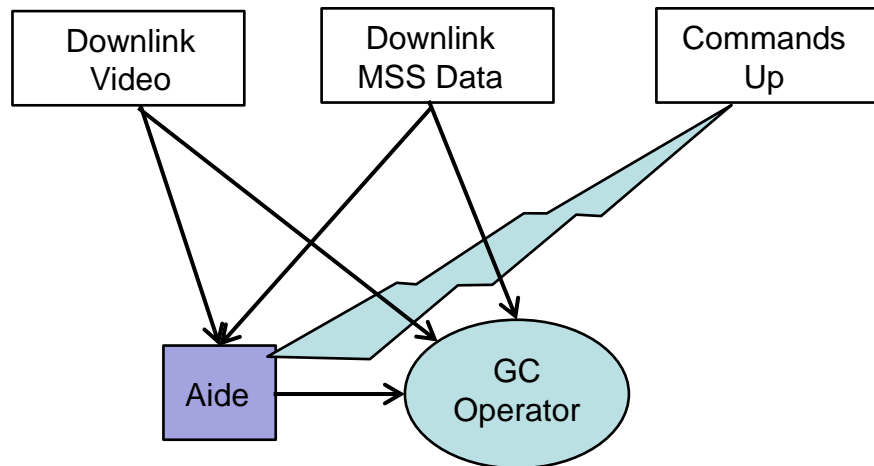 Downlink
Video
Downlink
MSS Data
Commands
Up
Aide
GC
Operator